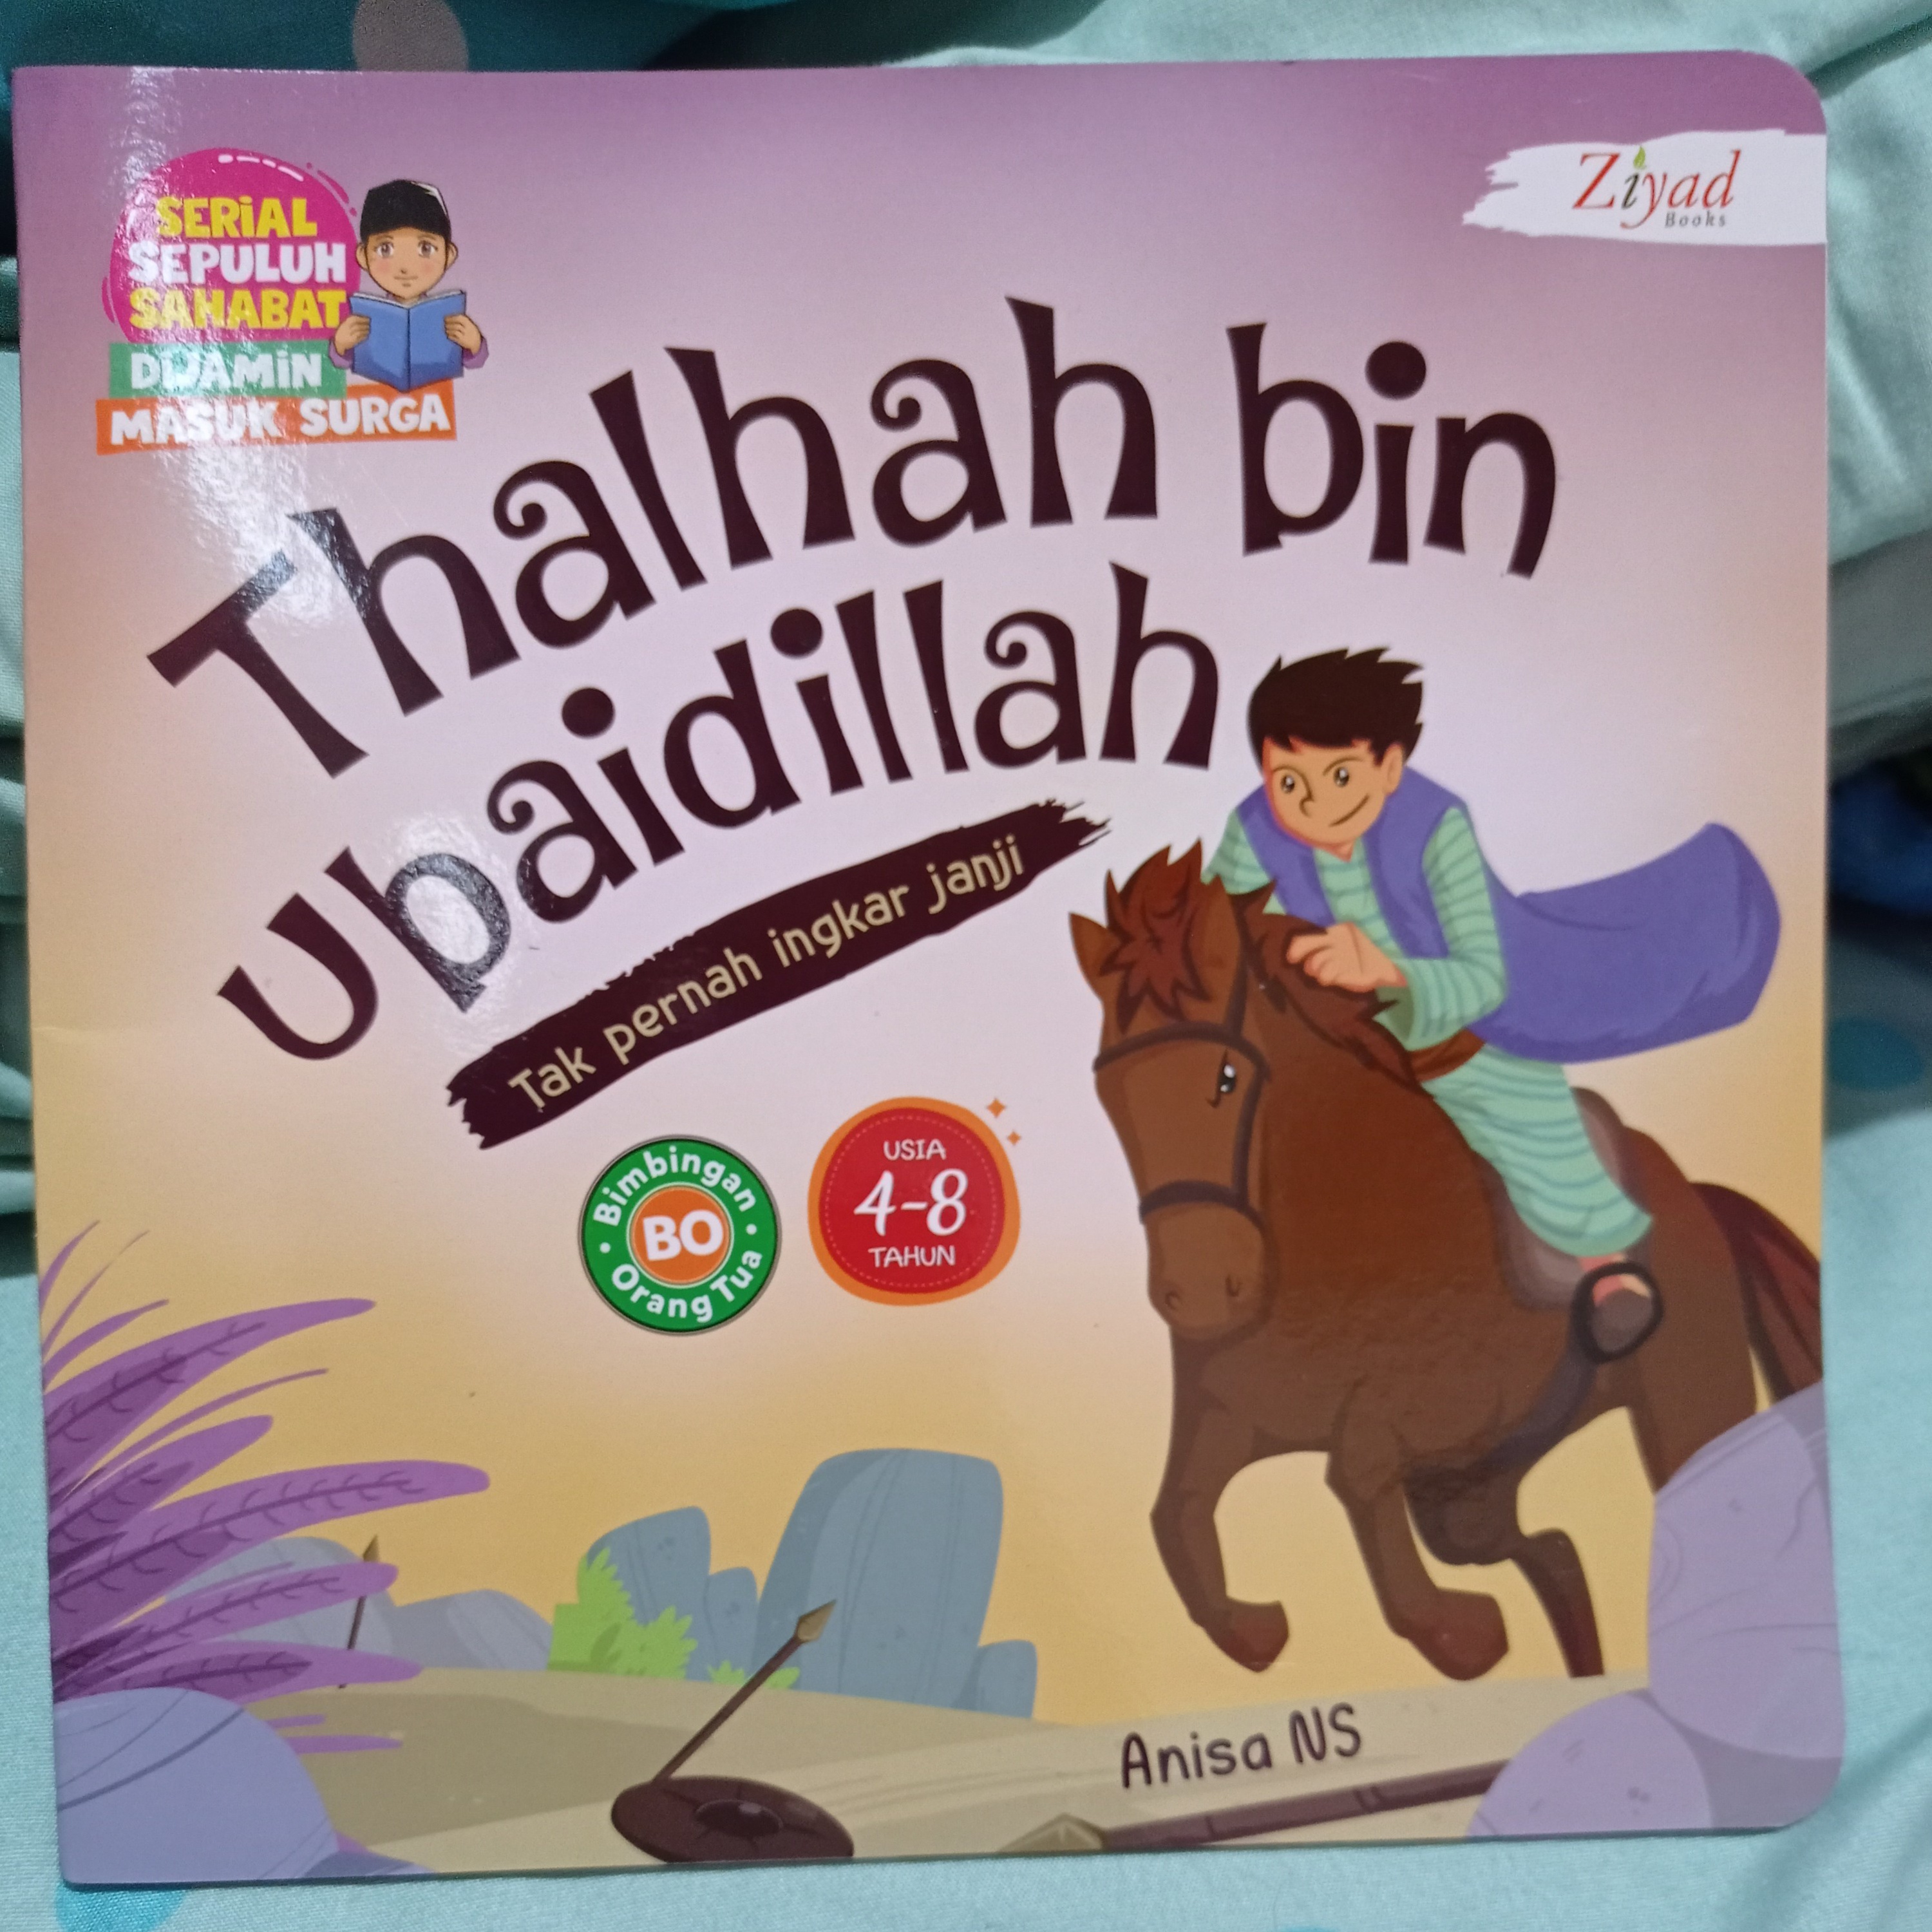 SERIAL
SEPULUH
SAHABAT
DIJAMIN
MASUK SURGA
Ziyad
Books
Thalhah bin
Ubaidillah
Tak pernah ingkar janji
Bimbingan
BO
Orang Tua
USIA
4-8
TAHUN
Anisa NS